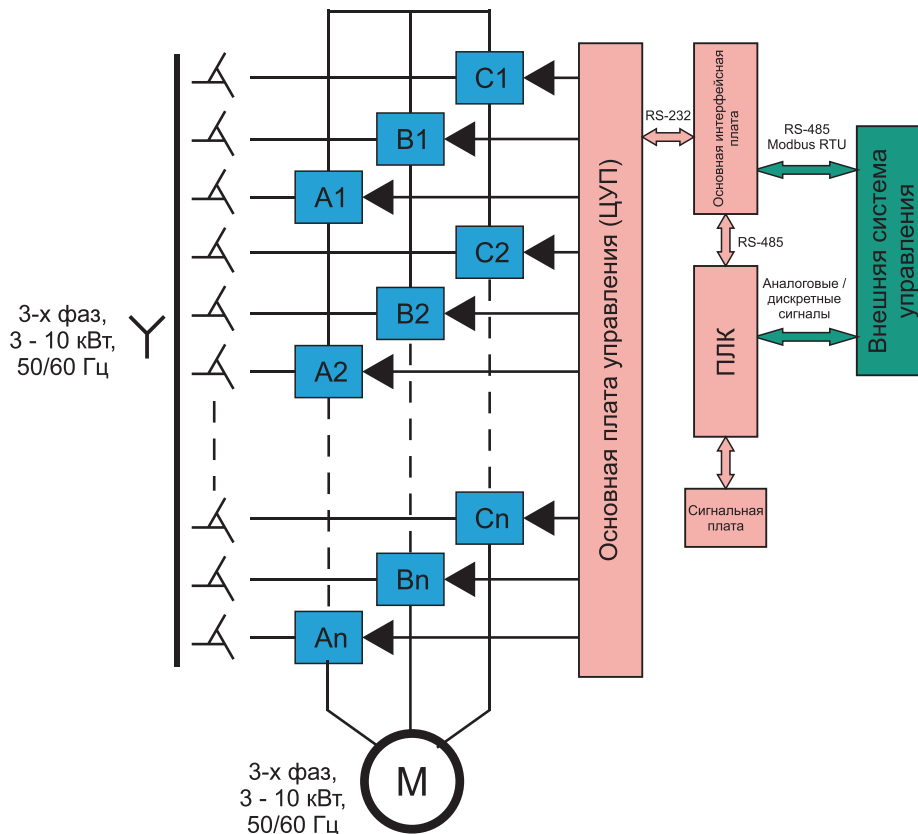 C1
B1
A1
C2
B2
A2
Cn
Bn
An
3-х фаз,
3 - 10 кВт,
50/60 Гц
М
3-х фаз,
3 - 10 кВт,
50/60 Гц
Основная плата управления (ЦУП)
RS-232
Основная интерфейсная
плата
RS-485
Modbus RTU
RS-485
ПЛК
Аналоговые /
дискретные
сигналы
Внешняя система
управления
Сигнальная
плата